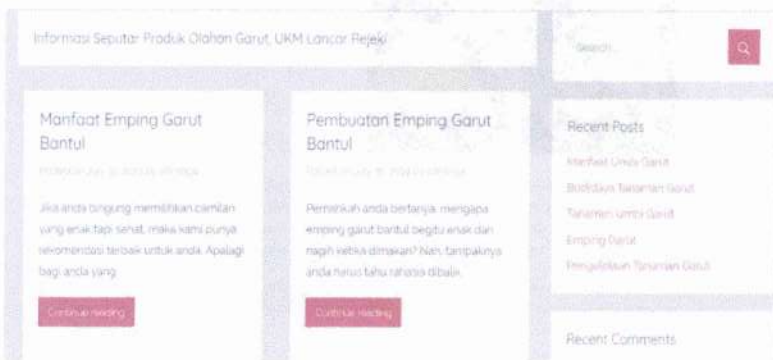 Informasi Seputar Produk Olahan Garut, UKM Lancar Rejeki
Search...
Manfaat Emping Garut
Bantul
Jika anda bingung memilihkan camilan
yang enak tapi sehat, maka kami punya
rekomendasi terbaik untuk anda. Apalagi
bagi anda yang
Continue reading
Pembuatan Emping Garut
Bantul
Pernahkah anda bertanya, mengapa
emping garut bantul begitu enak dan
nagih ketika dimakan? Nah, tampaknya
anda harus tahu rahasia dibalik
Continue reading
Recent Posts
Manfaat Umbi Garut
Budidaya Tanaman Garut
Tanaman Umbi Garut
Emping Garut
Pengolahan Tanaman Garut
Recent Comments